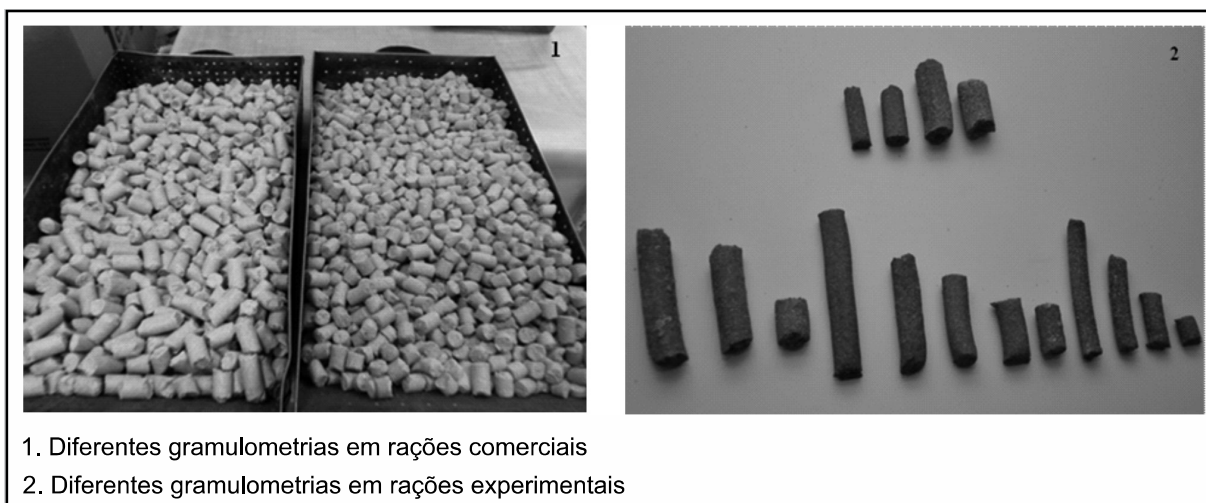 1
2
1. Diferentes gramulometrias em rações comerciais
2. Diferentes gramulometrias em rações experimentais